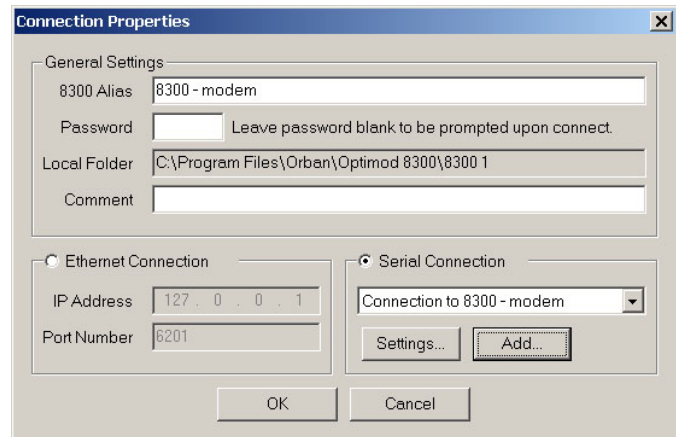 Connection Properties
General Settings
8300 Alias 8300 - modem
Password Leave password blank to be prompted upon connect.
Local Folder C:\Program Files\Orban\Optimod 8300\8300 1
Comment
Ethernet Connection
IP Address 127 . 0 . 0 . 1
Port Number 6201
Serial Connection
Connection to 8300 - modem
Settings... Add...
OK Cancel